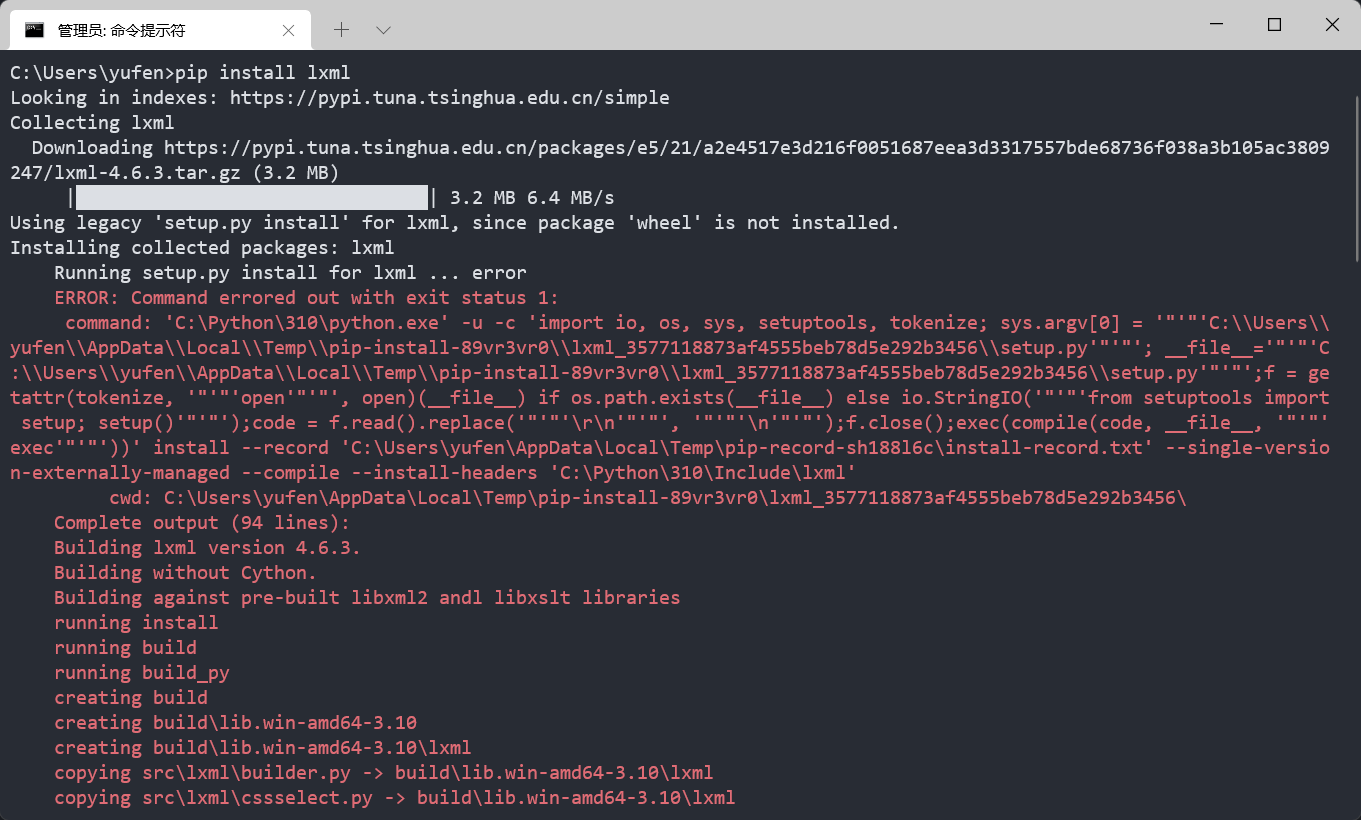 管理员: 命令提示符
C:\Users\yufen>pip install lxml
Looking in indexes: https://pypi.tuna.tsinghua.edu.cn/simple
Collecting lxml
  Downloading https://pypi.tuna.tsinghua.edu.cn/packages/e5/21/a2e4517e3d216f0051687eea3d3317557bde68736f038a3b105ac3809
247/lxml-4.6.3.tar.gz (3.2 MB)
     |                                | 3.2 MB 6.4 MB/s
Using legacy 'setup.py install' for lxml, since package 'wheel' is not installed.
Installing collected packages: lxml
    Running setup.py install for lxml ... error
    ERROR: Command errored out with exit status 1:
     command: 'C:\Python\310\python.exe' -u -c 'import io, os, sys, setuptools, tokenize; sys.argv[0] = '"'"'C:\\Users\\
yufen\\AppData\\Local\\Temp\\pip-install-89vr3vr0\\lxml_3577118873af4555beb78d5e292b3456\\setup.py'"'"'; __file__='"'"'C
:\\Users\\yufen\\AppData\\Local\\Temp\\pip-install-89vr3vr0\\lxml_3577118873af4555beb78d5e292b3456\\setup.py'"'"';f = ge
tattr(tokenize, '"'"'open'"'"', open)(__file__) if os.path.exists(__file__) else io.StringIO('"'"'from setuptools import
 setup; setup()'"'"');code = f.read().replace('"'"'\r\n'"'"', '"'"'\n'"'"');f.close();exec(compile(code, __file__, '"'"'
exec'"'"'))' install --record 'C:\Users\yufen\AppData\Local\Temp\pip-record-sh188l6c\install-record.txt' --single-versio
n-externally-managed --compile --install-headers 'C:\Python\310\Include\lxml'
         cwd: C:\Users\yufen\AppData\Local\Temp\pip-install-89vr3vr0\lxml_3577118873af4555beb78d5e292b3456\
    Complete output (94 lines):
    Building lxml version 4.6.3.
    Building without Cython.
    Building against pre-built libxml2 andl libxslt libraries
    running install
    running build
    running build_py
    creating build
    creating build\lib.win-amd64-3.10
    creating build\lib.win-amd64-3.10\lxml
    copying src\lxml\builder.py -> build\lib.win-amd64-3.10\lxml
    copying src\lxml\cssselect.py -> build\lib.win-amd64-3.10\lxml